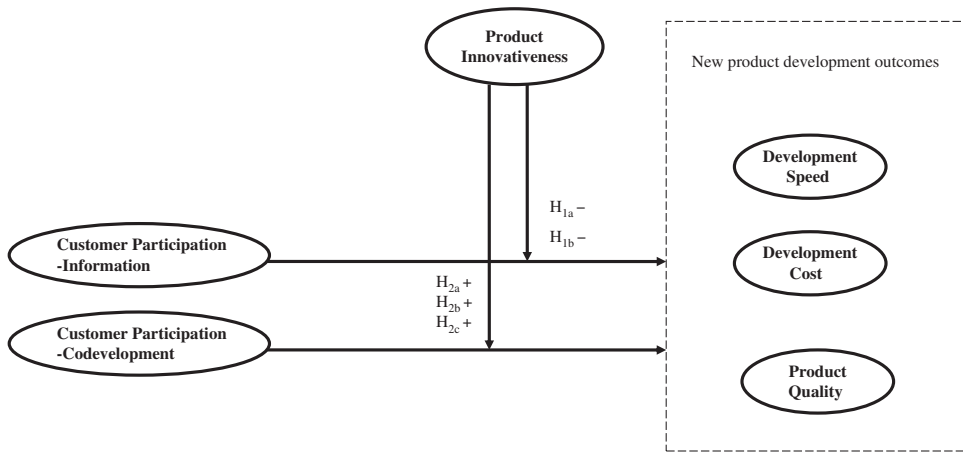 Product
Innovativeness
New product development outcomes
Development
Speed
H1a −
H1b −
Customer Participation
-Information
Development
Cost
H2a +
H2b +
H2c +
Customer Participation
-Codevelopment
Product
Quality